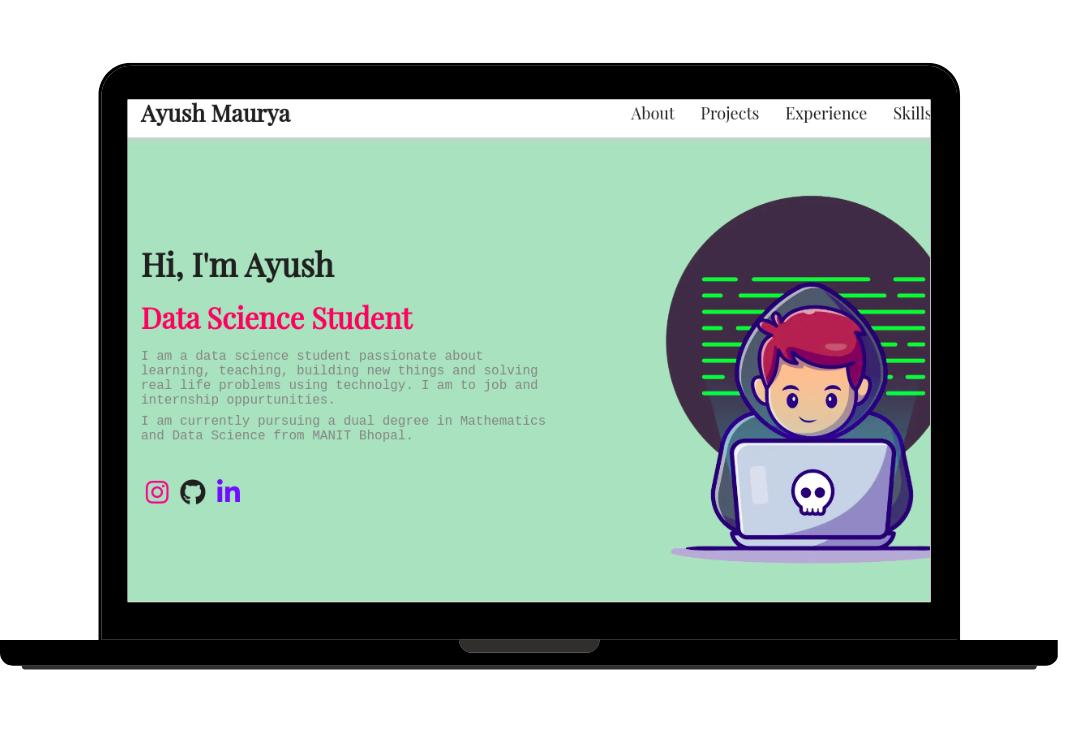 Ayush Maurya
About Projects Experience Skills
Hi, I'm Ayush
Data Science Student
I am a data science student passionate about
learning, teaching, building new things and solving
real life problems using technolgy. I am to job and
internship oppurtunities.
I am currently pursuing a dual degree in Mathematics
and Data Science from MANIT Bhopal.
in